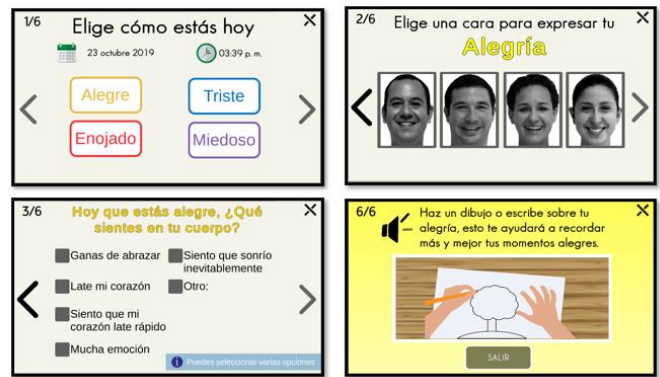 1/6
Elige cómo estás hoy
23 octubre 2019
03:39 p. m.
Alegre
Triste
Enojado
Miedoso
2/6
Elige una cara para expresar tu
Alegría
3/6
Hoy que estás alegre, ¿Qué
sientes en tu cuerpo?
Ganas de abrazar
Siento que sonrío
inevitablemente
Late mi corazón
Otro:
Siento que mi
corazón late rápido
Mucha emoción
Puedes seleccionar varias opciones
6/6
Haz un dibujo o escribe sobre tu
alegría, esto te ayudará a recordar
más y mejor tus momentos alegres.
SALIR